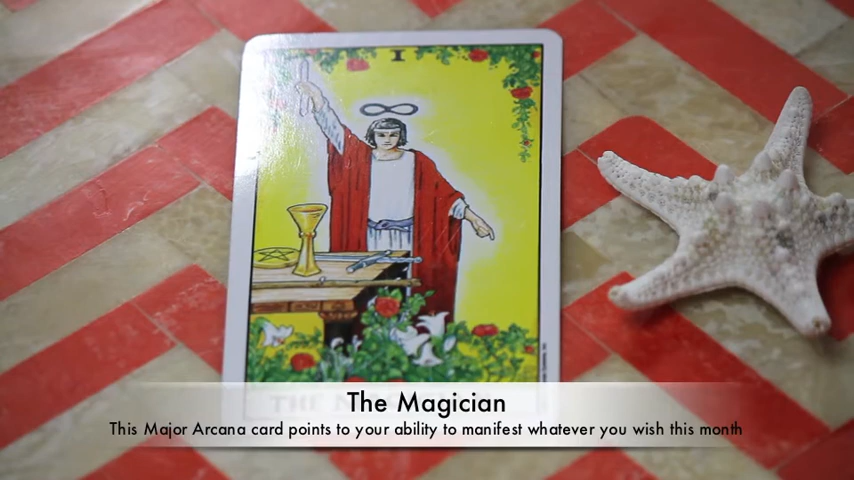 I
The Magician
This Major Arcana card points to your ability to manifest whatever you wish this month